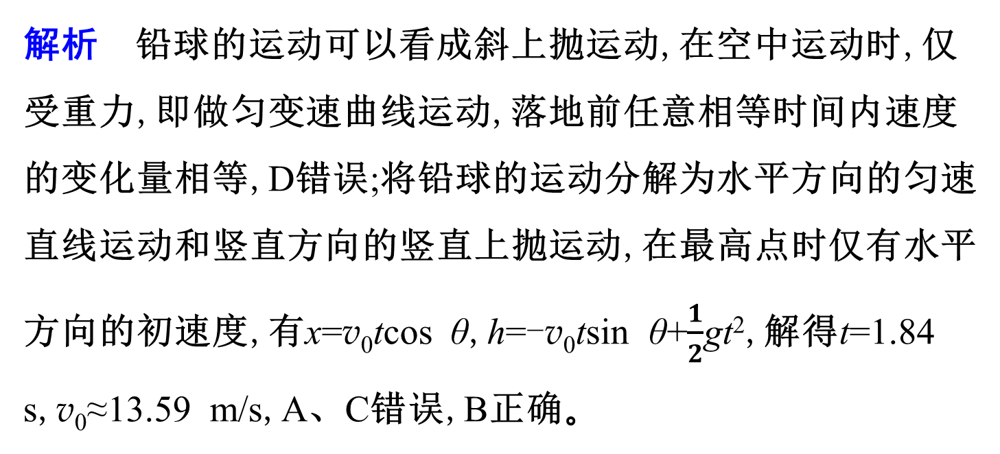 解析　铅球的运动可以看成斜上抛运动, 在空中运动时, 仅
受重力, 即做匀变速曲线运动, 落地前任意相等时间内速度
的变化量相等, D错误;将铅球的运动分解为水平方向的匀速
直线运动和竖直方向的竖直上抛运动, 在最高点时仅有水平
方向的初速度, 有x=v₀tcos θ, h=−v₀tsin θ+1/2gt², 解得t=1.84
s, v₀≈13.59 m/s, A、C错误, B正确。